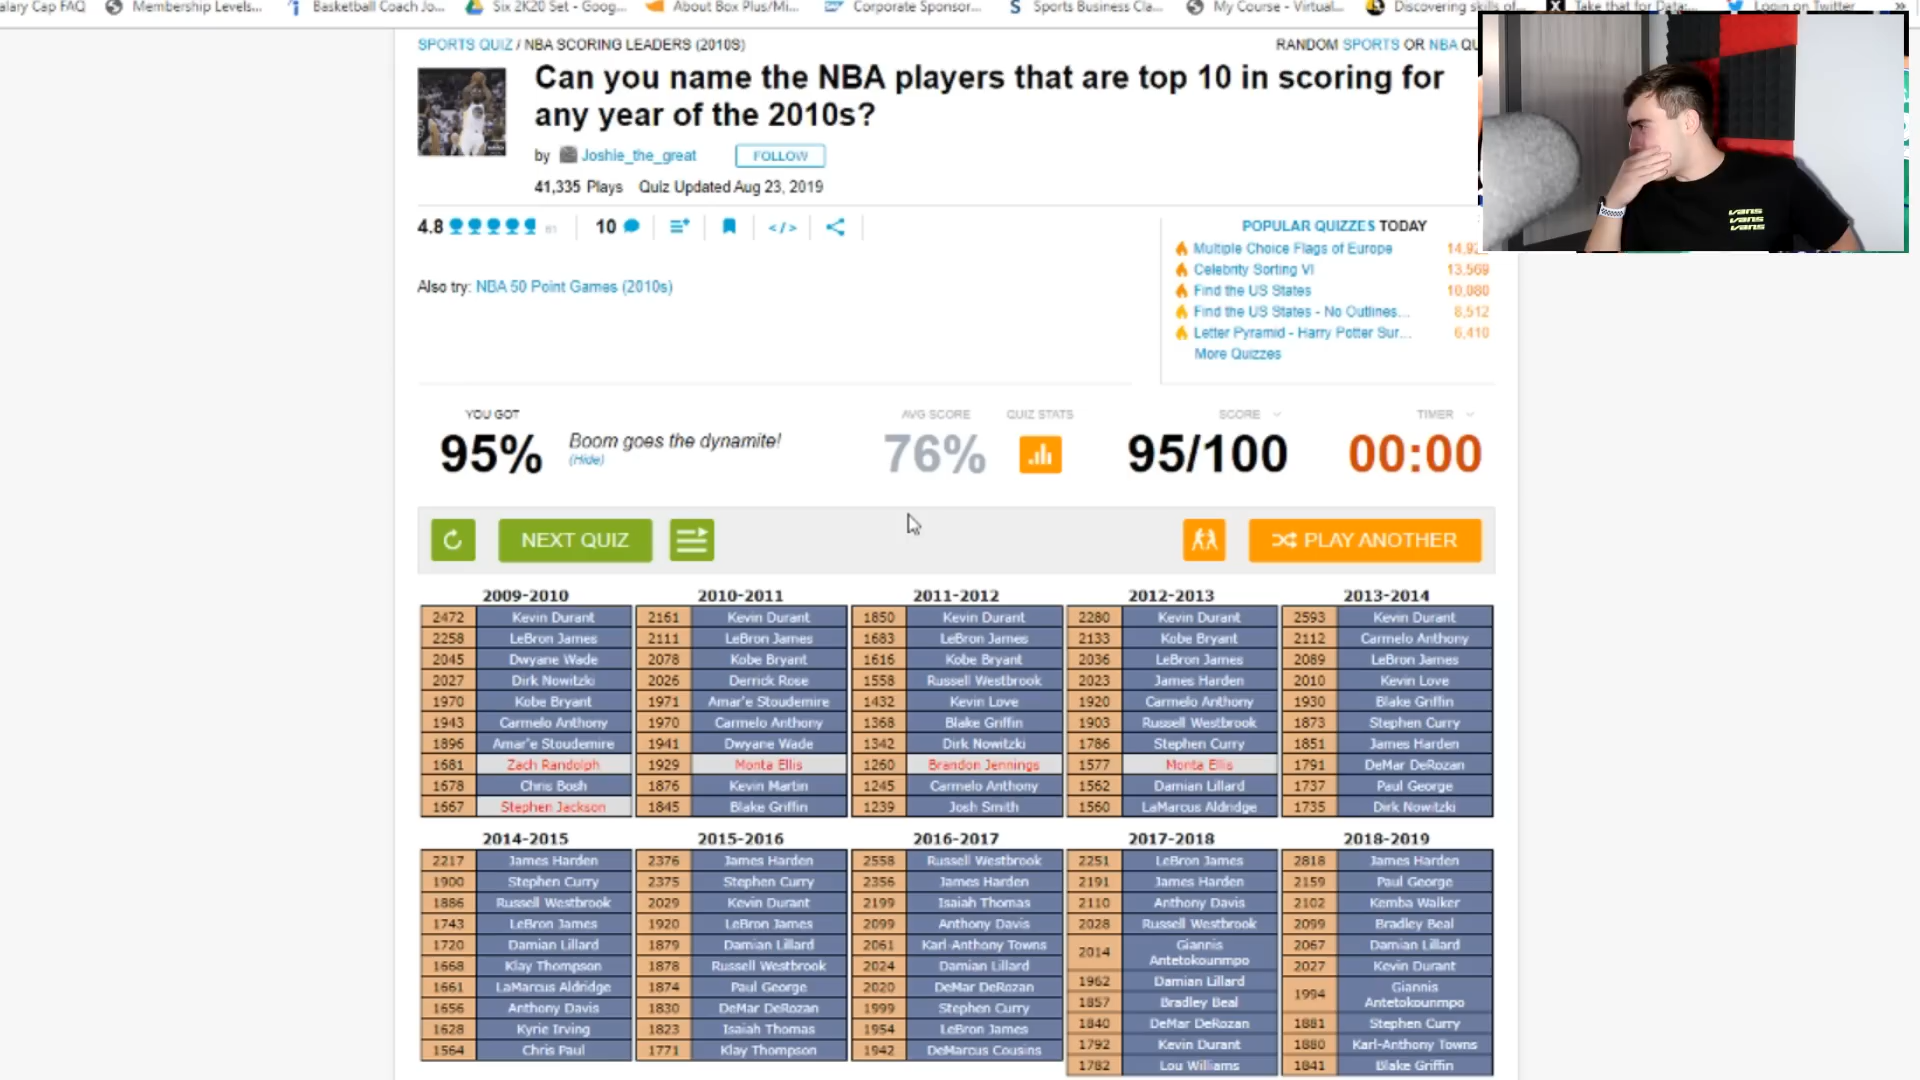 alary Cap FAQ Membership Levels... Basketball Coach Jo... Six 2K20 Set - Goog... About Box Plus/Mi... Corporate Sponsor... Sports Business Cla... My Course - Virtual... Discovering skills of... Take that for Data:... Login on Twitter »
SPORTS QUIZ / NBA SCORING LEADERS (2010S) RANDOM SPORTS OR NBA QU
Can you name the NBA players that are top 10 in scoring for
any year of the 2010s?
by Joshie_the_great FOLLOW
41,335 Plays Quiz Updated Aug 23, 2019
4.8 81 10 </>
POPULAR QUIZZES TODAY
Multiple Choice Flags of Europe
Celebrity Sorting VI 13,569
Find the US States 10,080
Find the US States - No Outlines... 8,512
Letter Pyramid - Harry Potter Sur... 6,410
More Quizzes
Also try: NBA 50 Point Games (2010s)
vans
vans
vans
YOU GOT AVG SCORE QUIZ STATS SCORE TIMER
95% Boom goes the dynamite! 76% 95/100 00:00
(Hide)
NEXT QUIZ PLAY ANOTHER
2009-2010 2010-2011 2011-2012 2012-2013 2013-2014
2472 Kevin Durant 2161 Kevin Durant 1850 Kevin Durant 2280 Kevin Durant 2593 Kevin Durant
2258 LeBron James 2111 LeBron James 1683 LeBron James 2133 Kobe Bryant 2112 Carmelo Anthony
2045 Dwyane Wade 2078 Kobe Bryant 1616 Kobe Bryant 2036 LeBron James 2089 LeBron James
2027 Dirk Nowitzki 2026 Derrick Rose 1558 Russell Westbrook 2023 James Harden 2010 Kevin Love
1970 Kobe Bryant 1971 Amar'e Stoudemire 1432 Kevin Love 1920 Carmelo Anthony 1930 Blake Griffin
1943 Carmelo Anthony 1970 Carmelo Anthony 1368 Blake Griffin 1903 Russell Westbrook 1873 Stephen Curry
1896 Amar'e Stoudemire 1941 Dwyane Wade 1342 Dirk Nowitzki 1786 Stephen Curry 1851 James Harden
1681 Zach Randolph 1929 Monta Ellis 1260 Brandon Jennings 1577 Monta Ellis 1791 DeMar DeRozan
1678 Chris Bosh 1876 Kevin Martin 1245 Carmelo Anthony 1562 Damian Lillard 1737 Paul George
1667 Stephen Jackson 1845 Blake Griffin 1239 Josh Smith 1560 LaMarcus Aldridge 1735 Dirk Nowitzki
2014-2015 2015-2016 2016-2017 2017-2018 2018-2019
2217 James Harden 2376 James Harden 2558 Russell Westbrook 2251 LeBron James 2818 James Harden
1900 Stephen Curry 2375 Stephen Curry 2356 James Harden 2191 James Harden 2159 Paul George
1886 Russell Westbrook 2029 Kevin Durant 2199 Isaiah Thomas 2110 Anthony Davis 2102 Kemba Walker
1743 LeBron James 1920 LeBron James 2099 Anthony Davis 2028 Russell Westbrook 2099 Bradley Beal
1720 Damian Lillard 1879 Damian Lillard 2061 Karl-Anthony Towns 2014 Giannis Antetokounmpo 2067 Damian Lillard
1668 Klay Thompson 1878 Russell Westbrook 2024 Damian Lillard 1962 Damian Lillard 2027 Kevin Durant
1661 LaMarcus Aldridge 1874 Paul George 2020 DeMar DeRozan 1857 Bradley Beal 1994 Giannis Antetokounmpo
1656 Anthony Davis 1830 DeMar DeRozan 1999 Stephen Curry 1840 DeMar DeRozan 1881 Stephen Curry
1628 Kyrie Irving 1823 Isaiah Thomas 1954 LeBron James 1792 Kevin Durant 1880 Karl-Anthony Towns
1564 Chris Paul 1771 Klay Thompson 1942 DeMarcus Cousins 1782 Lou Williams 1841 Blake Griffin